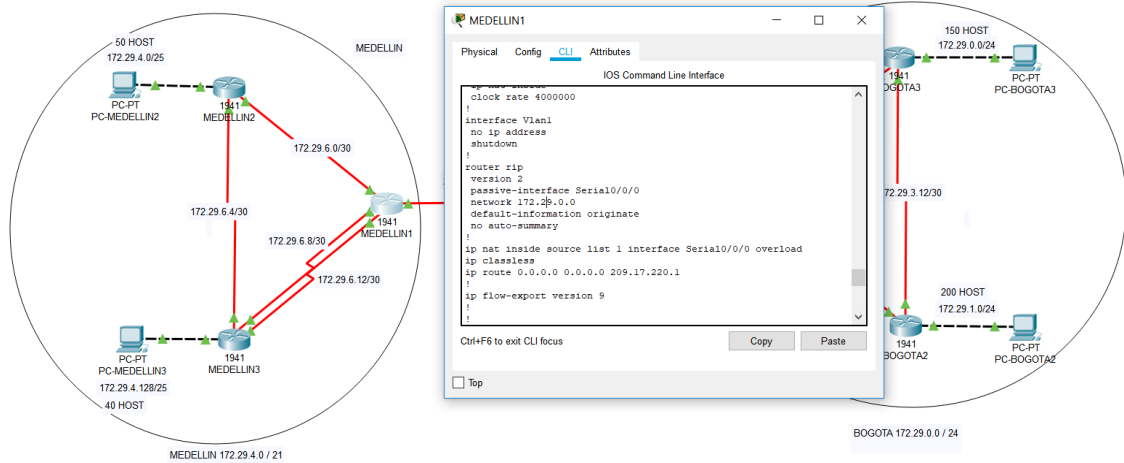 50 HOST
172.29.4.0/25
PC-PT
PC-MEDELLIN2
1941
MEDELLIN2
MEDELLIN
172.29.6.0/30
172.29.6.4/30
1941
MEDELLIN1
172.29.6.8/30
172.29.6.12/30
PC-PT
PC-MEDELLIN3
172.29.4.128/25
40 HOST
1941
MEDELLIN3
MEDELLIN 172.29.4.0 / 21
MEDELLIN1
Physical Config CLI Attributes
IOS Command Line Interface
ip nat inside
clock rate 4000000
!
interface Vlan1
no ip address
shutdown
!
router rip
version 2
passive-interface Serial0/0/0
network 172.29.0.0
default-information originate
no auto-summary
!
ip nat inside source list 1 interface Serial0/0/0 overload
ip classless
ip route 0.0.0.0 0.0.0.0 209.17.220.1
!
ip flow-export version 9
!
!
Ctrl+F6 to exit CLI focus
Copy Paste
Top
150 HOST
172.29.0.0/24
1941
OGOTA3
PC-PT
PC-BOGOTA3
72.29.3.12/30
200 HOST
172.29.1.0/24
1941
BOGOTA2
PC-PT
PC-BOGOTA2
BOGOTA 172.29.0.0 / 24